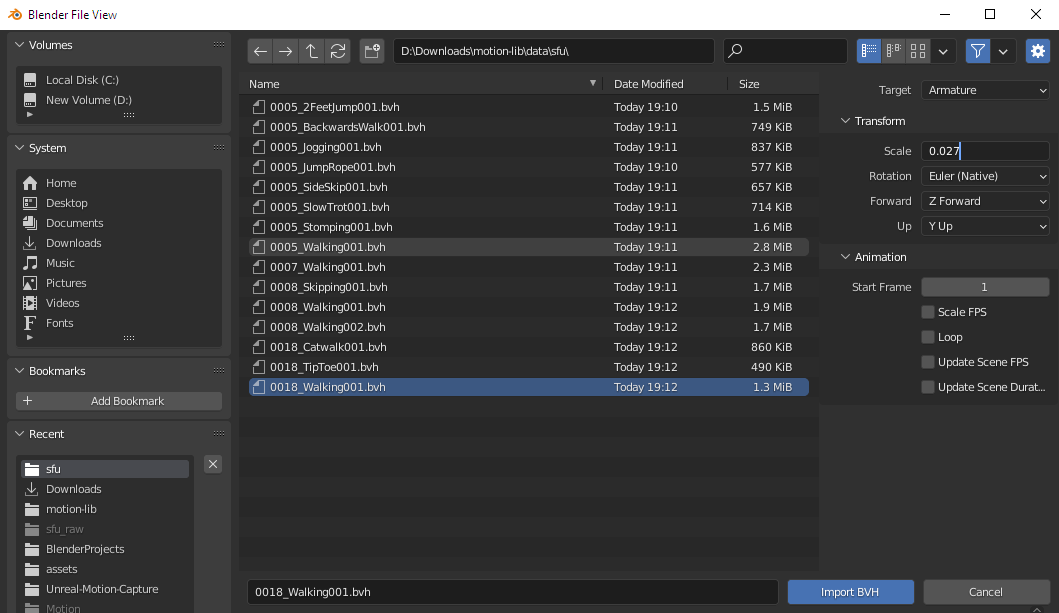 Blender File View
Volumes
Local Disk (C:)
New Volume (D:)
System
Home
Desktop
Documents
Downloads
Music
Pictures
Videos
Fonts
Bookmarks
Add Bookmark
Recent
sfu
Downloads
motion-lib
sfu_raw
BlenderProjects
assets
Unreal-Motion-Capture
Motion
D:\Downloads\motion-lib\data\sfu\
Name Date Modified Size
0005_2FeetJump001.bvh Today 19:10 1.5 MiB
0005_BackwardsWalk001.bvh Today 19:11 749 KiB
0005_Jogging001.bvh Today 19:11 837 KiB
0005_JumpRope001.bvh Today 19:10 577 KiB
0005_SideSkip001.bvh Today 19:11 657 KiB
0005_SlowTrot001.bvh Today 19:11 714 KiB
0005_Stomping001.bvh Today 19:11 1.6 MiB
0005_Walking001.bvh Today 19:11 2.8 MiB
0007_Walking001.bvh Today 19:11 2.3 MiB
0008_Skipping001.bvh Today 19:11 1.7 MiB
0008_Walking001.bvh Today 19:12 1.9 MiB
0008_Walking002.bvh Today 19:12 1.7 MiB
0018_Catwalk001.bvh Today 19:12 860 KiB
0018_TipToe001.bvh Today 19:12 490 KiB
0018_Walking001.bvh Today 19:12 1.3 MiB
0018_Walking001.bvh
Import BVH
Cancel
Target Armature
Transform
Scale 0.027
Rotation Euler (Native)
Forward Z Forward
Up Y Up
Animation
Start Frame 1
Scale FPS
Loop
Update Scene FPS
Update Scene Durat...